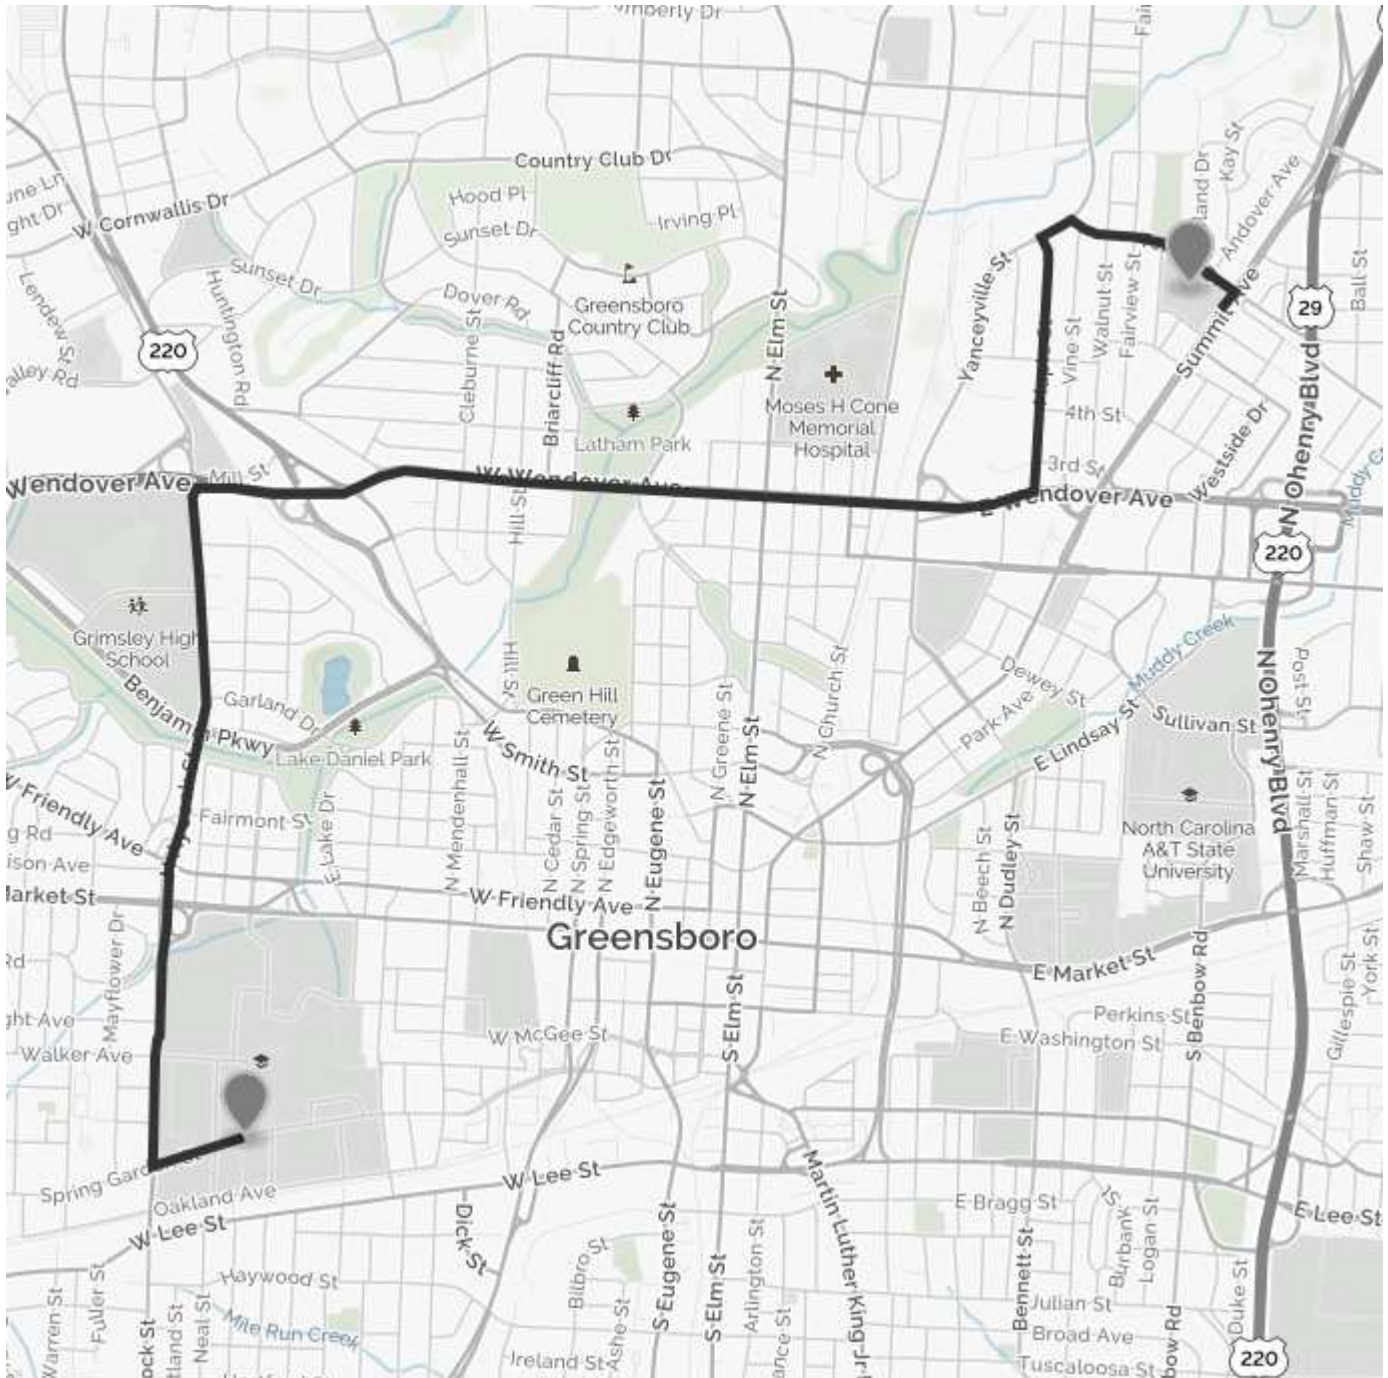 Country Club Dr
Hood Pl
Irving Pl
Sunset Dr
W Cornwallis Dr
Kay St
Andover Ave
Sunset Dr
Huntington Rd
Dover Rd
Greensboro
Country Club
Cleburne St
Briarcliff Rd
N Elm St
Yanceyville St
Walnut St
Fairview St
Vine St
Summit Ave
29
Ball St
220
Moses H Cone
Memorial
Hospital
Latham Park
4th St
3rd St
Westside Dr
N Ohenry Blvd
Wendover Ave
Mill St
W Wendover Ave
E Wendover Ave
Hill St
220
Muddy Creek
Grimsley High
School
Benjamin Pkwy
Garland Dr
Lake Daniel Park
Green Hill
Cemetery
Hill St
W Smith St
N Greene St
N Elm St
N Church St
Dewey St
Park Ave
E Lindsay St
Sullivan St
Post St
N Ohenry Blvd
W Friendly Ave
Fairmont St
E Lake Dr
N Mendenhall St
N Cedar St
N Spring St
N Edgeworth St
N Eugene St
W Friendly Ave
Greensboro
North Carolina
A&T State
University
N Beech St
N Dudley St
Marshall St
Huffman St
Shaw St
E Market St
Mayflower Dr
Walker Ave
W McGee St
S Elm St
Perkins St
E Washington St
S Benbow Rd
Gillespie St
York St
Oakland Ave
W Lee St
W Lee St
Dick St
Martin Luther King Jr
E Bragg St
Burbank St
Logan St
E Lee St
Haywood St
Mile Run Creek
Warren St
Fuller St
Neal St
Bilbro St
Ashe St
Ireland St
S Eugene St
S Elm St
Arlington St
Bennett St
Julian St
Broad Ave
Tuscaloosa St
Duke St
220